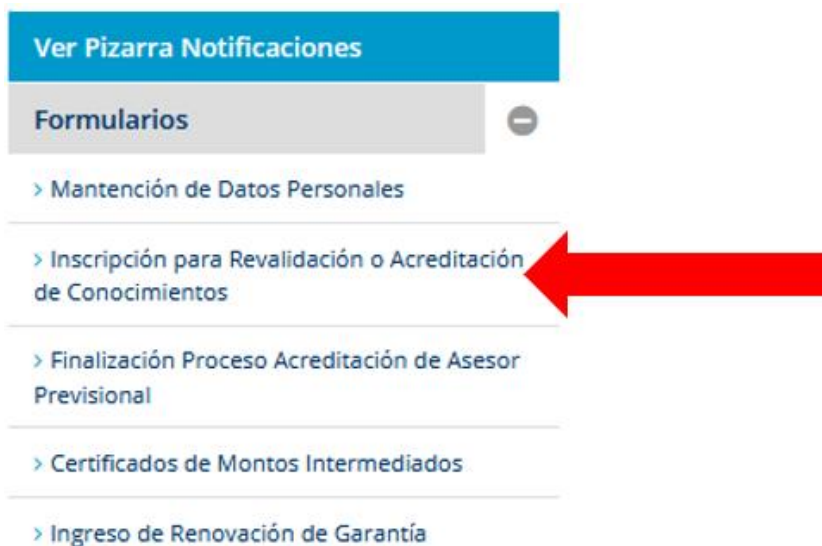 Ver Pizarra Notificaciones
Formularios
> Mantención de Datos Personales
> Inscripción para Revalidación o Acreditación
de Conocimientos
> Finalización Proceso Acreditación de Asesor
Previsional
> Certificados de Montos Intermediados
> Ingreso de Renovación de Garantía